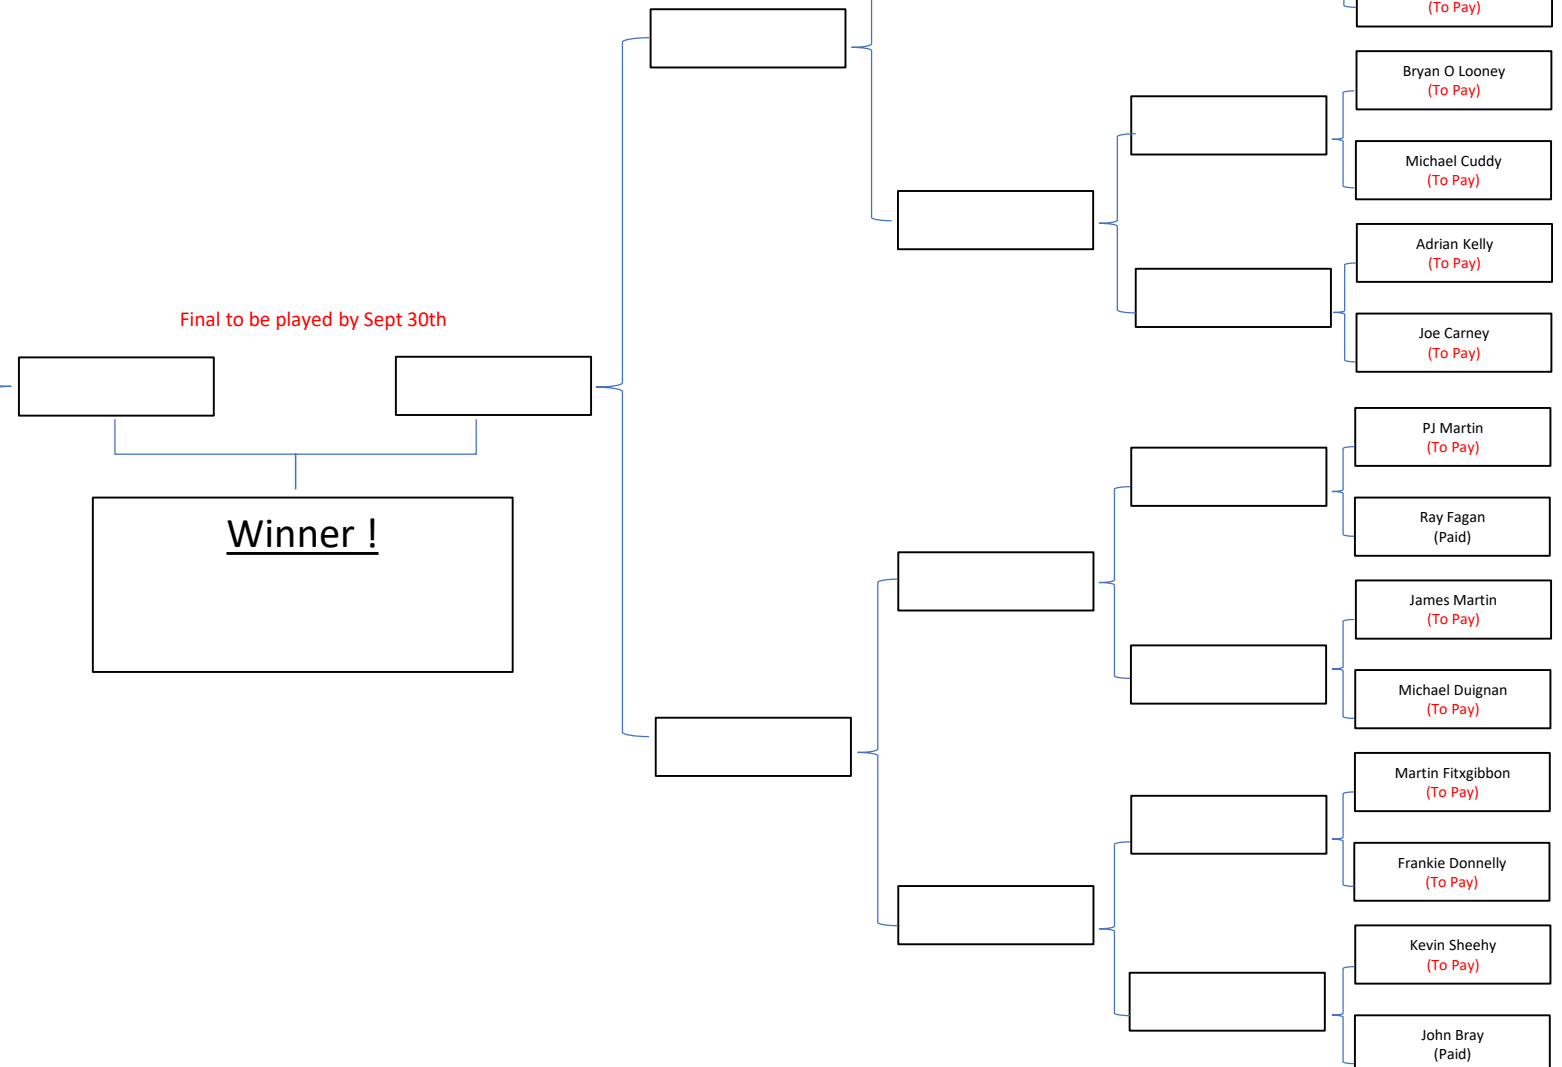 (To Pay)
Bryan O Looney
(To Pay)
Michael Cuddy
(To Pay)
Adrian Kelly
(To Pay)
Final to be played by Sept 30th
Joe Carney
(To Pay)
PJ Martin
(To Pay)
Winner !
Ray Fagan
(Paid)
James Martin
(To Pay)
Michael Duignan
(To Pay)
Martin Fitxgibbon
(To Pay)
Frankie Donnelly
(To Pay)
Kevin Sheehy
(To Pay)
John Bray
(Paid)